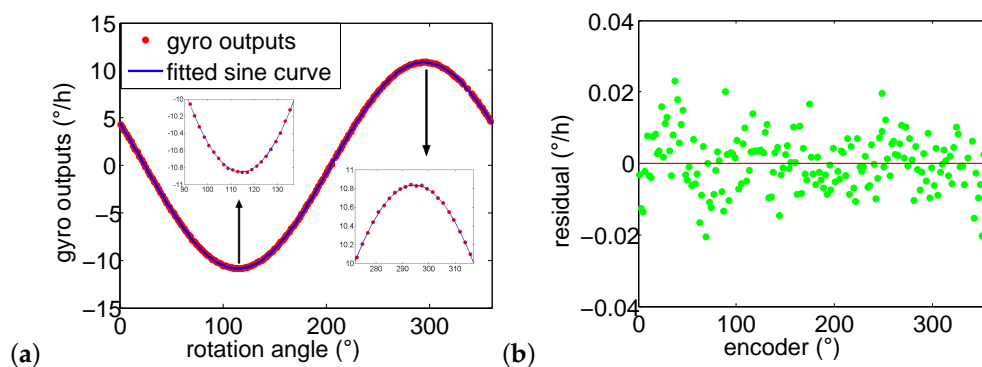 15
10
5
0
−5
−10
−15
gyro outputs (°/h)
gyro outputs
fitted sine curve
-10
-10.2
-10.4
-10.6
-10.8
-11
90 100 110 120 130
11
10.8
10.6
10.4
10.2
10
280 290 300 310
0 100 200 300
rotation angle (°)
(a)
0.04
0.02
0
−0.02
−0.04
residual (°/h)
0 100 200 300
encoder (°)
(b)